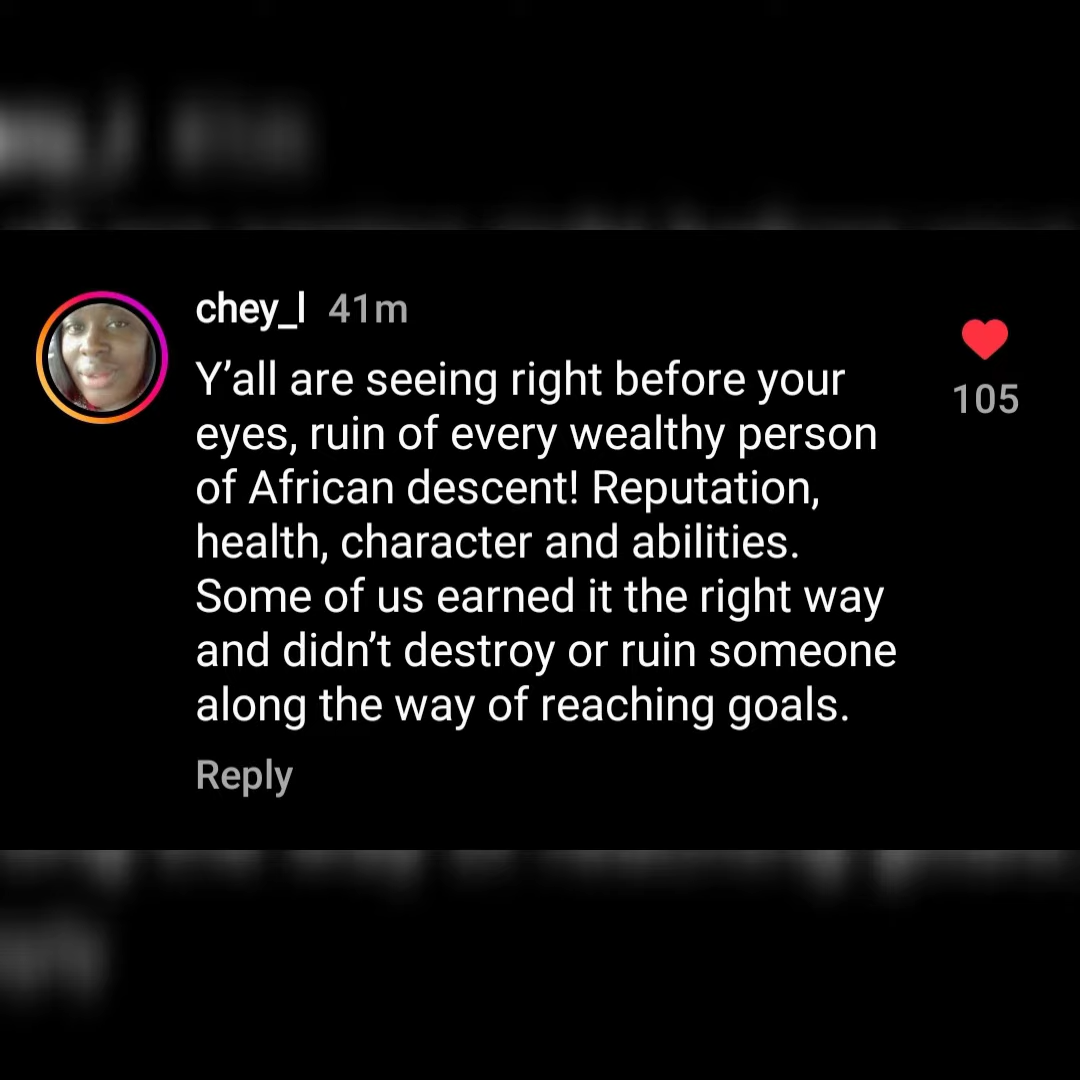 chey_l 41m
Y’all are seeing right before your
eyes, ruin of every wealthy person
of African descent! Reputation,
health, character and abilities.
Some of us earned it the right way
and didn’t destroy or ruin someone
along the way of reaching goals.
105
Reply